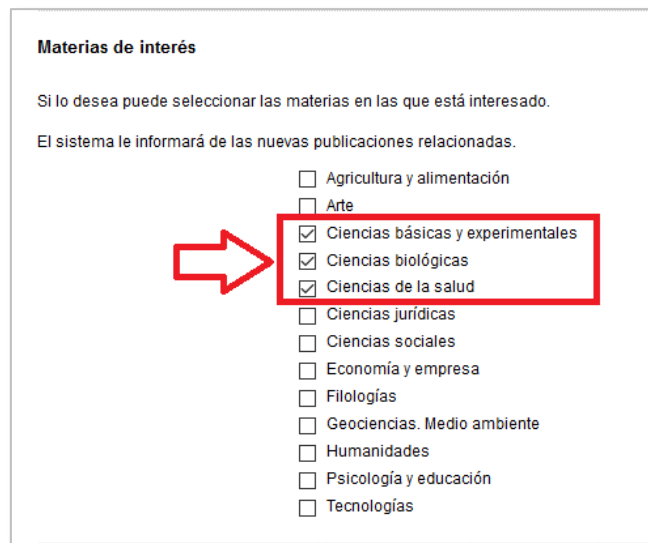 Materias de interés
Si lo desea puede seleccionar las materias en las que está interesado.
El sistema le informará de las nuevas publicaciones relacionadas.
Agricultura y alimentación
Arte
Ciencias básicas y experimentales
Ciencias biológicas
Ciencias de la salud
Ciencias jurídicas
Ciencias sociales
Economía y empresa
Filologías
Geociencias. Medio ambiente
Humanidades
Psicología y educación
Tecnologías